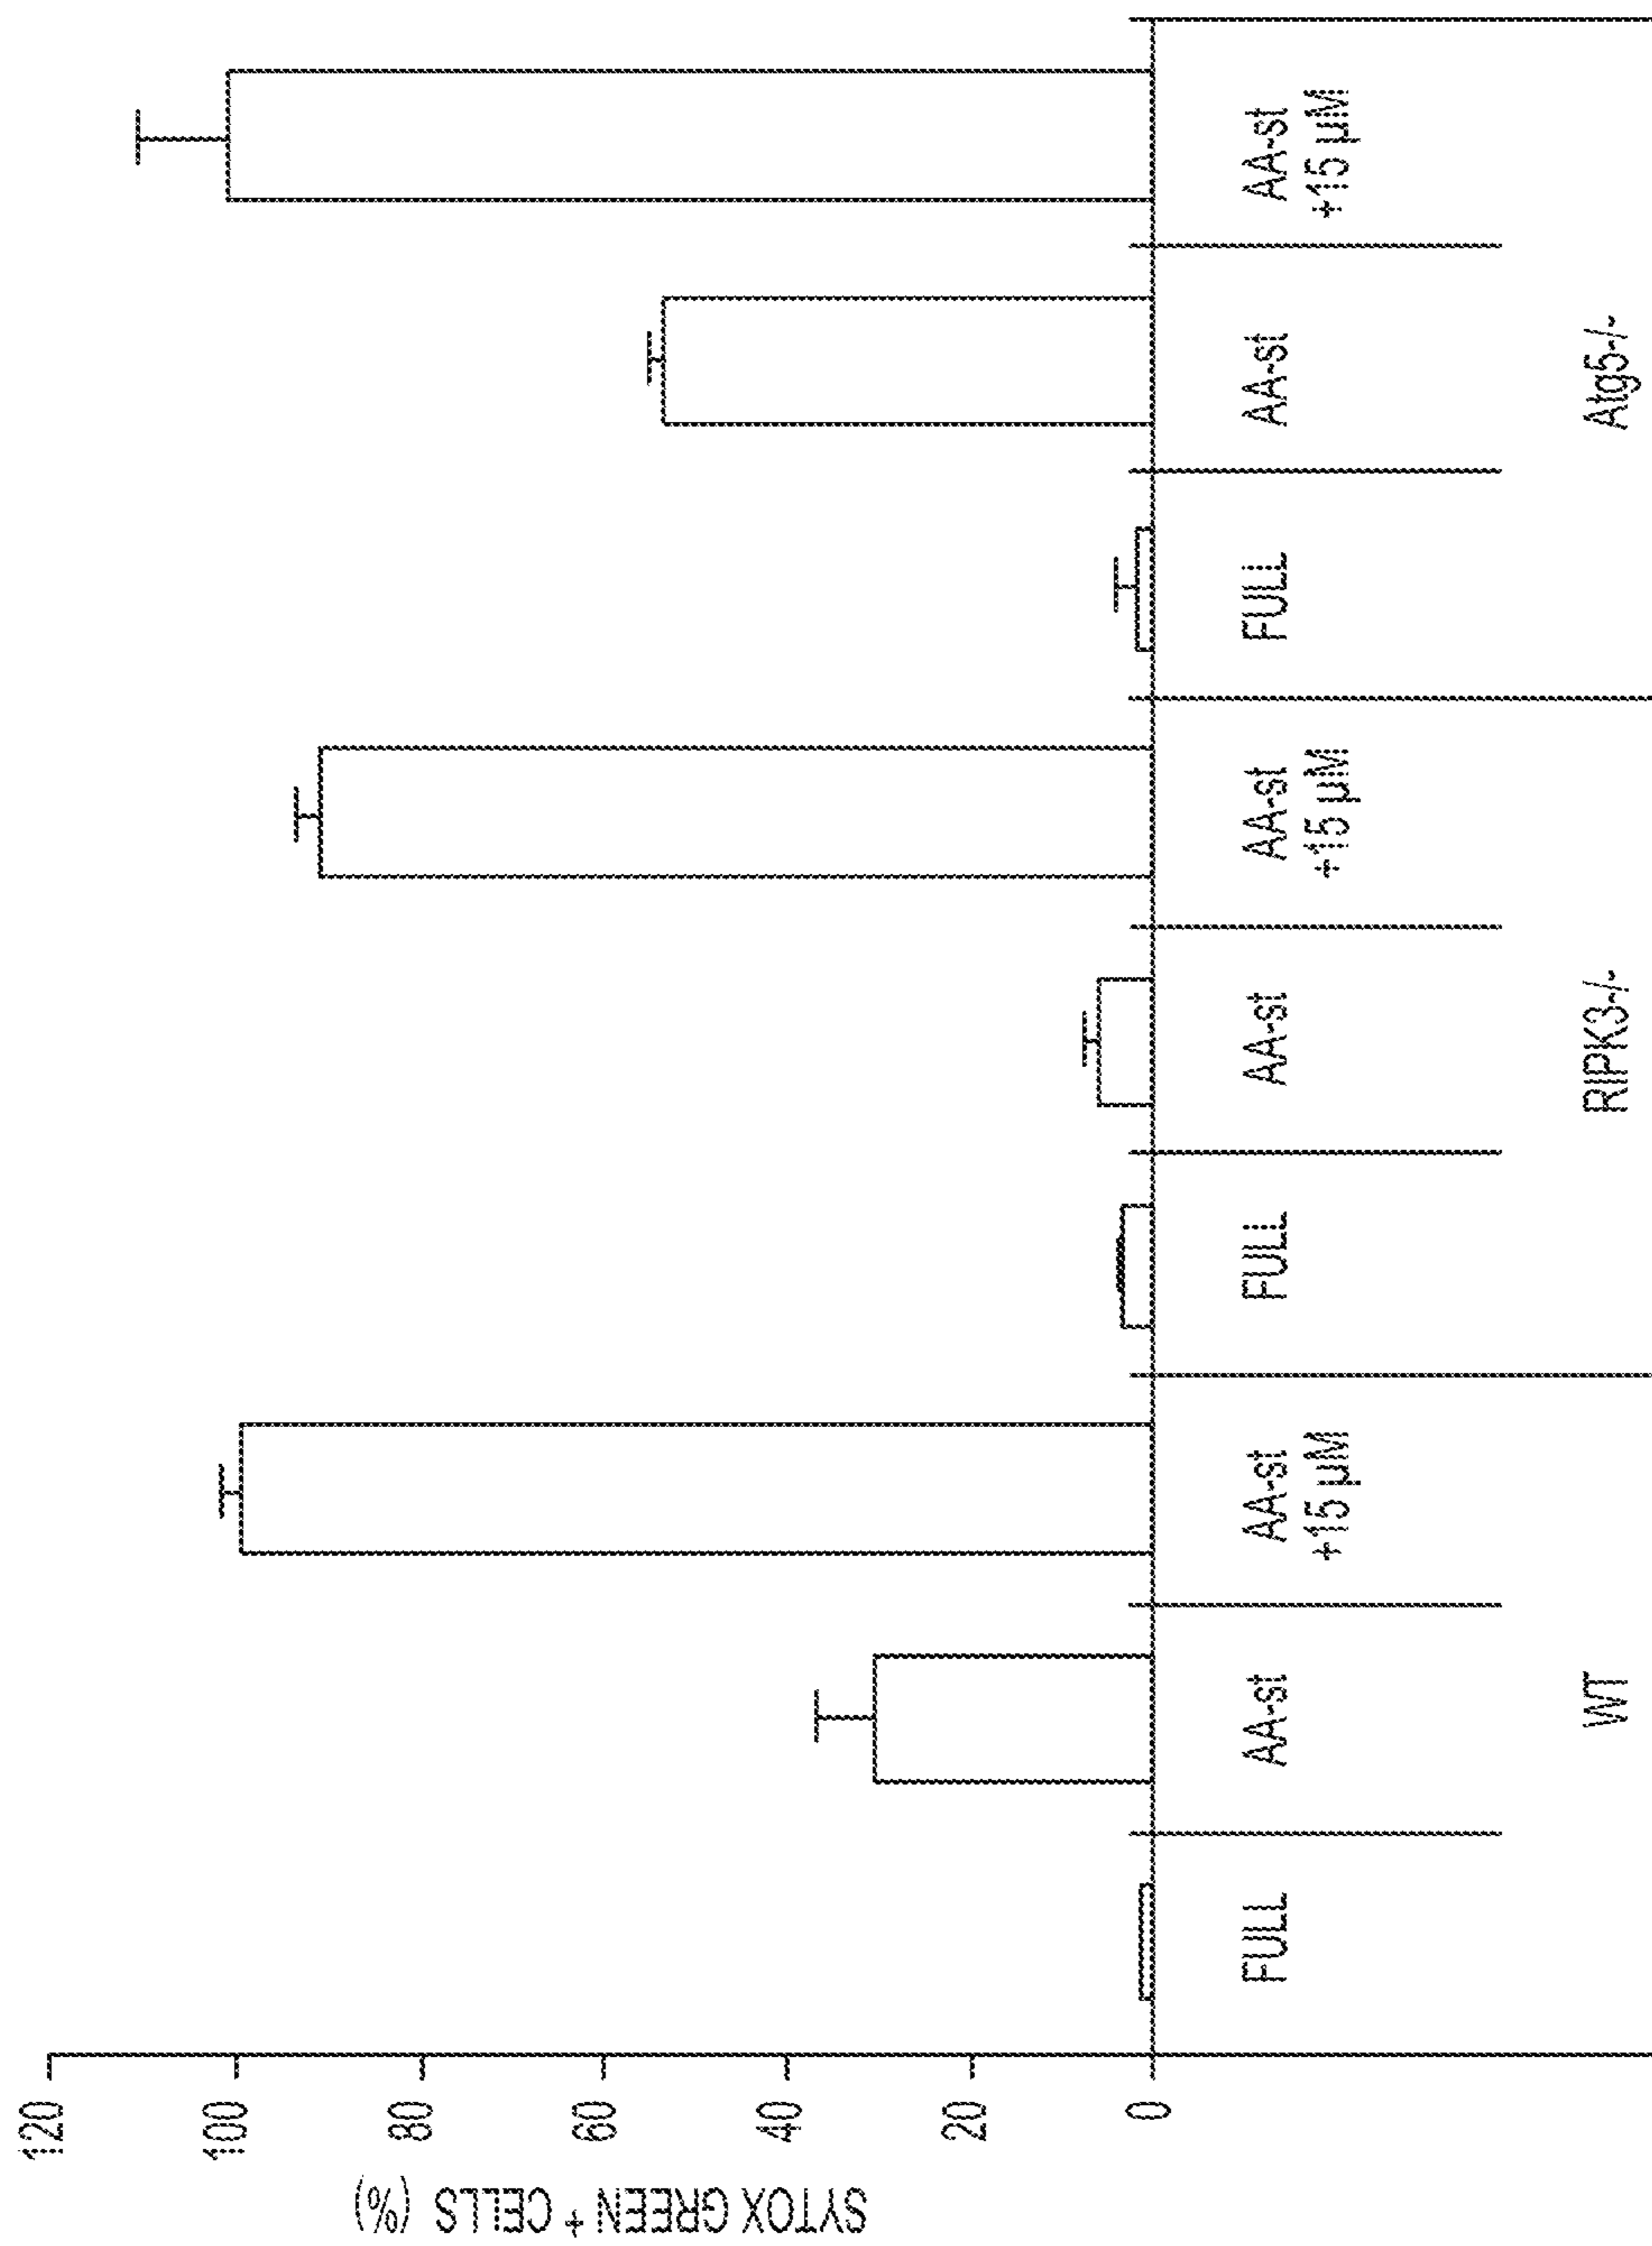 SYTOX GREEN + CELLS (%)
120
100
80
60
40
20
0
FULL
AA-st
AA-st
+15 µM
FULL
AA-st
AA-st
+15 µM
FULL
AA-st
AA-st
+15 µM
WT
RIPK3-/-
Atg5-/-